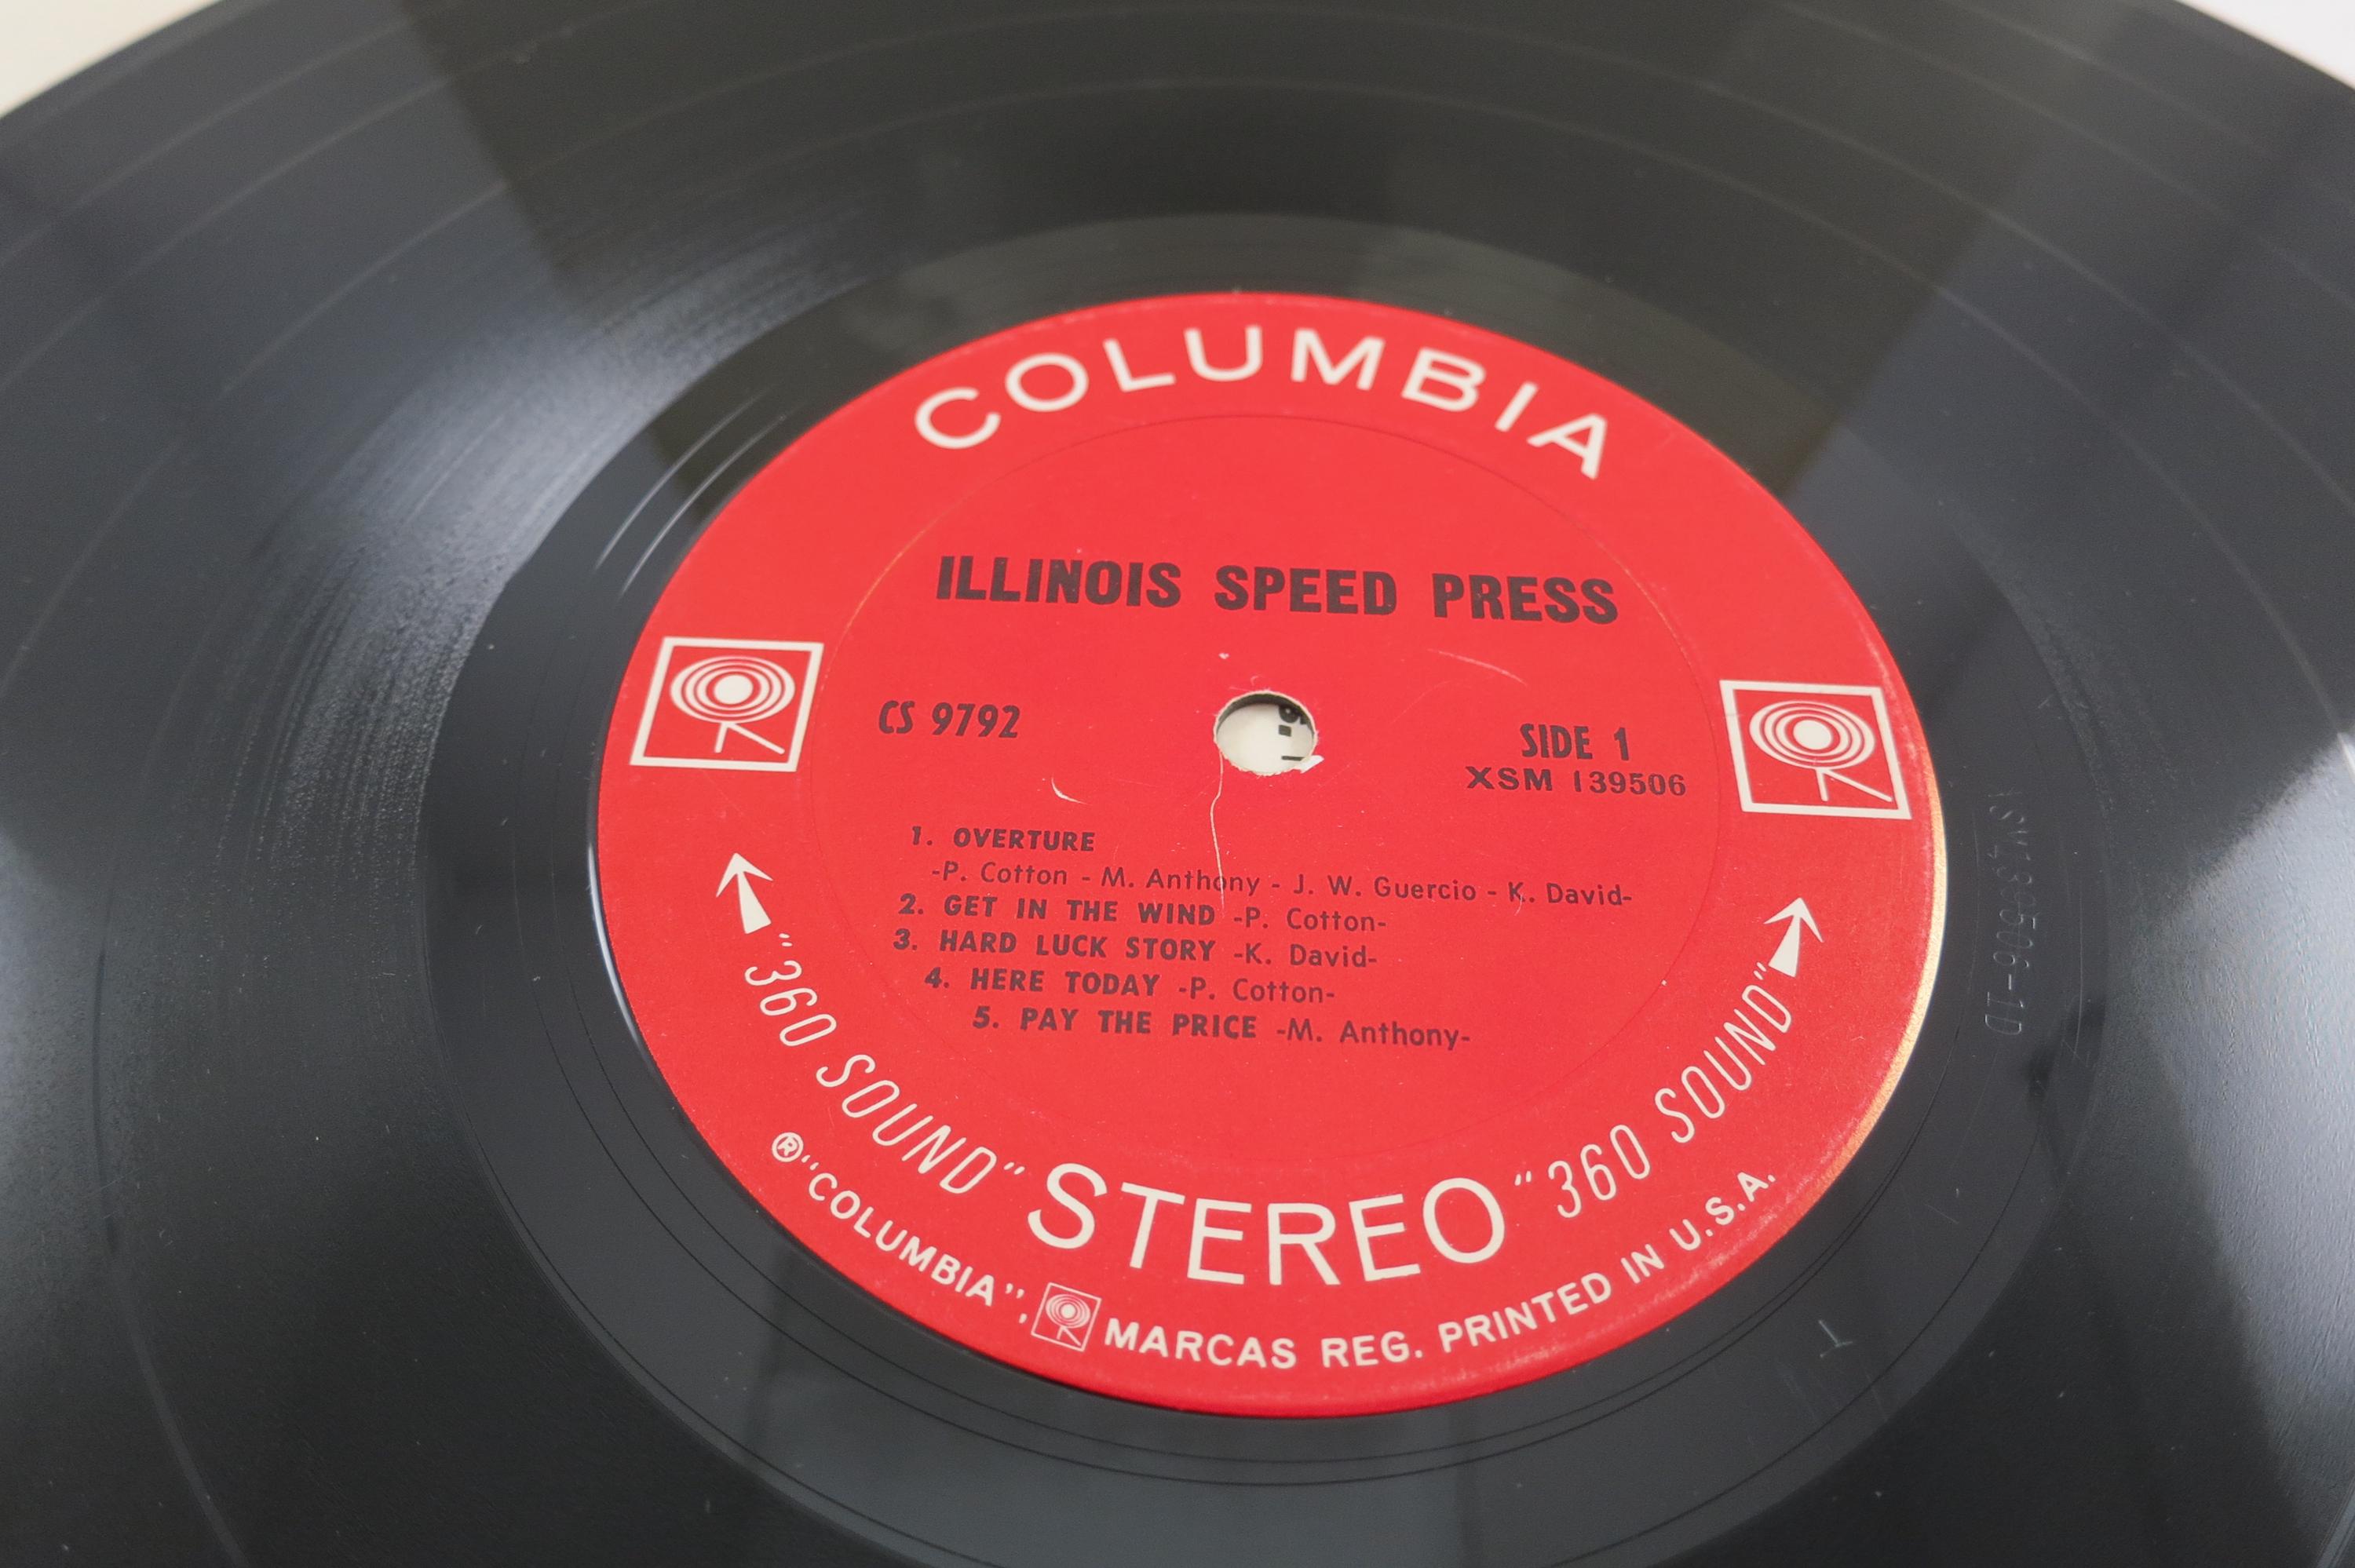 COLUMBIA
ILLINOIS SPEED PRESS
CS 9792
SIDE 1
XSM 139506
1. OVERTURE
-P. Cotton - M. Anthony - J. W. Guercio - K. David-
2. GET IN THE WIND -P. Cotton-
3. HARD LUCK STORY -K. David-
4. HERE TODAY -P. Cotton-
5. PAY THE PRICE -M. Anthony-
"360 SOUND" STEREO "360 SOUND"
®"COLUMBIA", MARCAS REG. PRINTED IN U.S.A.